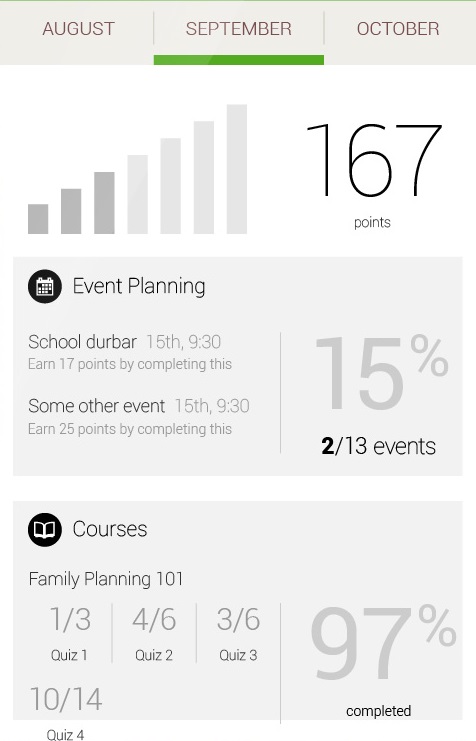 AUGUST SEPTEMBER OCTOBER
167
points
Event Planning
School durbar 15th, 9:30
Earn 17 points by completing this
Some other event 15th, 9:30
Earn 25 points by completing this
15%
2/13 events
Courses
Family Planning 101
1/3 4/6 3/6
Quiz 1 Quiz 2 Quiz 3
10/14
Quiz 4
97%
completed